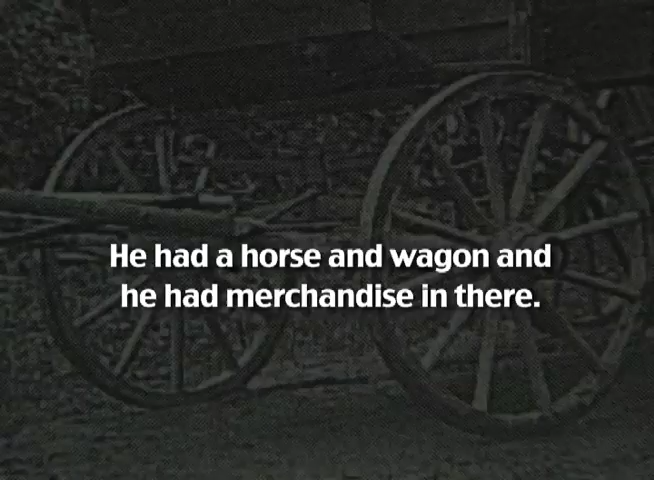 He had a horse and wagon and
he had merchandise in there.